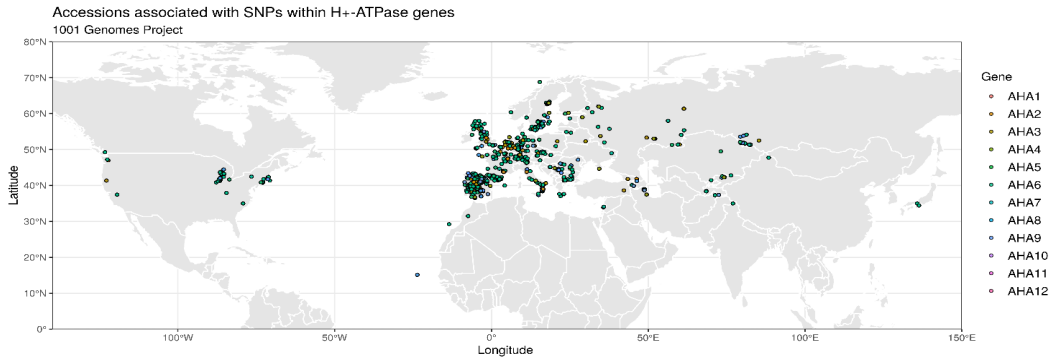 Accessions associated with SNPs within H+-ATPase genes
1001 Genomes Project
80°N
70°N
60°N
50°N
40°N
30°N
20°N
10°N
0°
100°W
50°W
0°
50°E
100°E
150°E
Longitude
Latitude
Gene
AHA1
AHA2
AHA3
AHA4
AHA5
AHA6
AHA7
AHA8
AHA9
AHA10
AHA11
AHA12